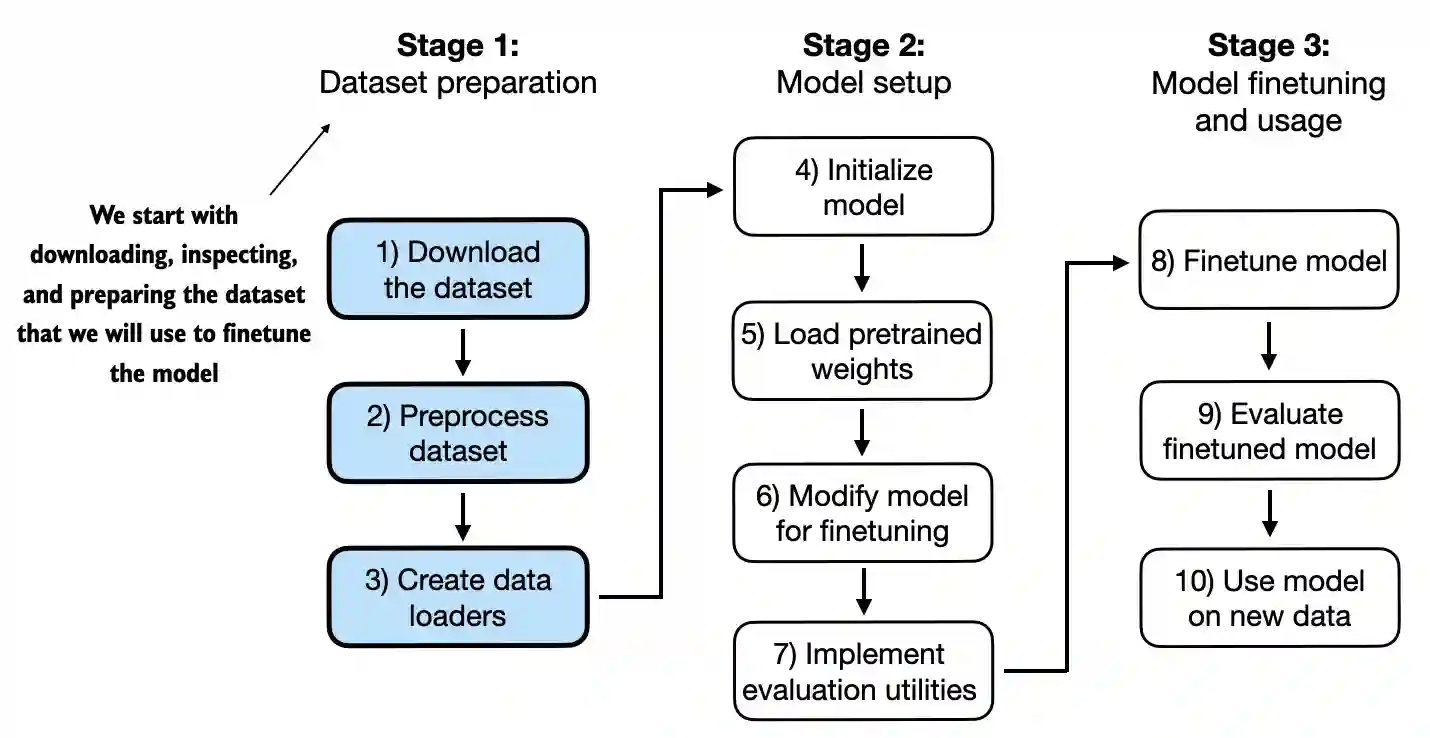 Stage 1:
Dataset preparation
We start with
downloading, inspecting,
and preparing the dataset
that we will use to finetune
the model
1) Download
the dataset
2) Preprocess
dataset
3) Create data
loaders
Stage 2:
Model setup
4) Initialize
model
5) Load pretrained
weights
6) Modify model
for finetuning
7) Implement
evaluation utilities
Stage 3:
Model finetuning
and usage
8) Finetune model
9) Evaluate
finetuned model
10) Use model
on new data